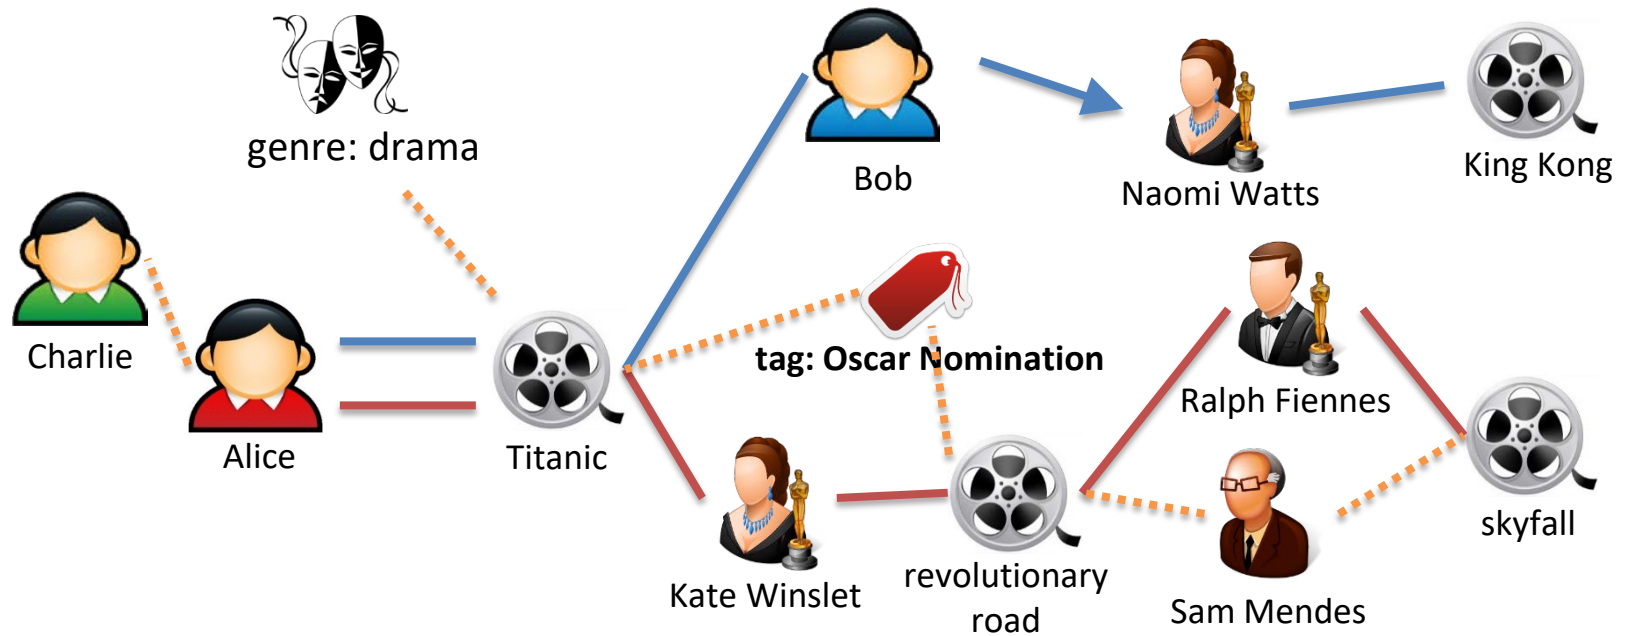 genre: drama
Bob
Naomi Watts
King Kong
Charlie
Alice
Titanic
tag: Oscar Nomination
Ralph Fiennes
Kate Winslet
revolutionary
road
Sam Mendes
skyfall